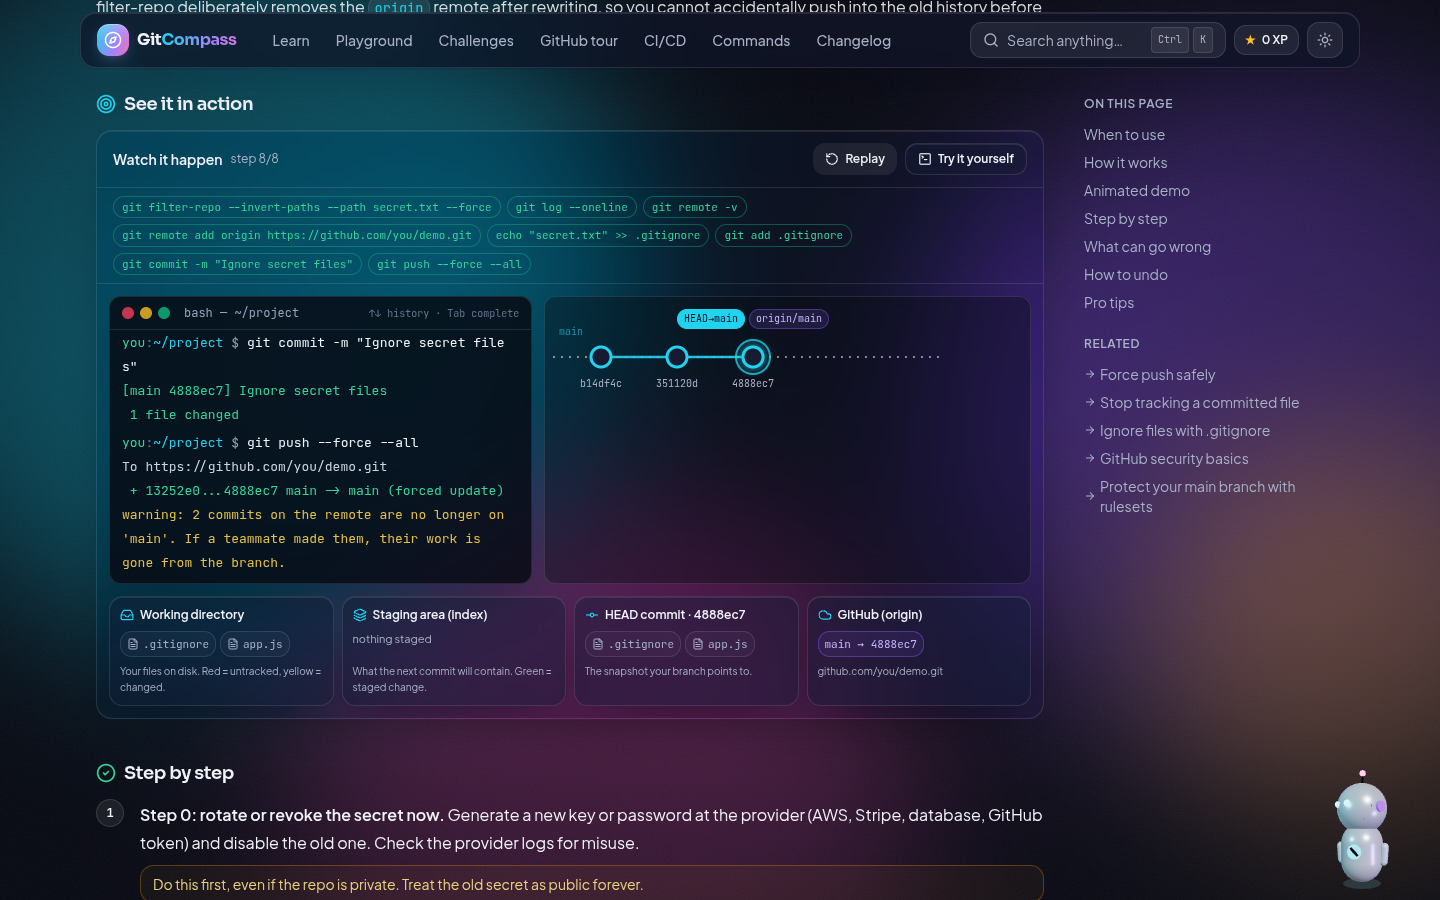 filter-repo deliberately removes the origin remote after rewriting, so you cannot accidentally push into the old history before
GitCompass
Learn
Playground
Challenges
GitHub tour
CI/CD
Commands
Changelog
Search anything…
Ctrl
K
★ 0 XP
See it in action
Watch it happen step 8/8
Replay
Try it yourself
git filter-repo --invert-paths --path secret.txt --force
git log --oneline
git remote -v
git remote add origin https://github.com/you/demo.git
echo "secret.txt" >> .gitignore
git add .gitignore
git commit -m "Ignore secret files"
git push --force --all
bash — ~/project
↑↓ history · Tab complete
you:~/project $ git commit -m "Ignore secret file
s"
[main 4888ec7] Ignore secret files
1 file changed
you:~/project $ git push --force --all
To https://github.com/you/demo.git
+ 13252e0...4888ec7 main -> main (forced update)
warning: 2 commits on the remote are no longer on
'main'. If a teammate made them, their work is
gone from the branch.
HEAD→main
origin/main
main
b14df4c
351120d
4888ec7
Working directory
.gitignore
app.js
Your files on disk. Red = untracked, yellow =
changed.
Staging area (index)
nothing staged
What the next commit will contain. Green =
staged change.
HEAD commit · 4888ec7
.gitignore
app.js
The snapshot your branch points to.
GitHub (origin)
main → 4888ec7
github.com/you/demo.git
Step by step
1
Step 0: rotate or revoke the secret now. Generate a new key or password at the provider (AWS, Stripe, database, GitHub
token) and disable the old one. Check the provider logs for misuse.
Do this first, even if the repo is private. Treat the old secret as public forever.
ON THIS PAGE
When to use
How it works
Animated demo
Step by step
What can go wrong
How to undo
Pro tips
RELATED
→ Force push safely
→ Stop tracking a committed file
→ Ignore files with .gitignore
→ GitHub security basics
→ Protect your main branch with
rulesets